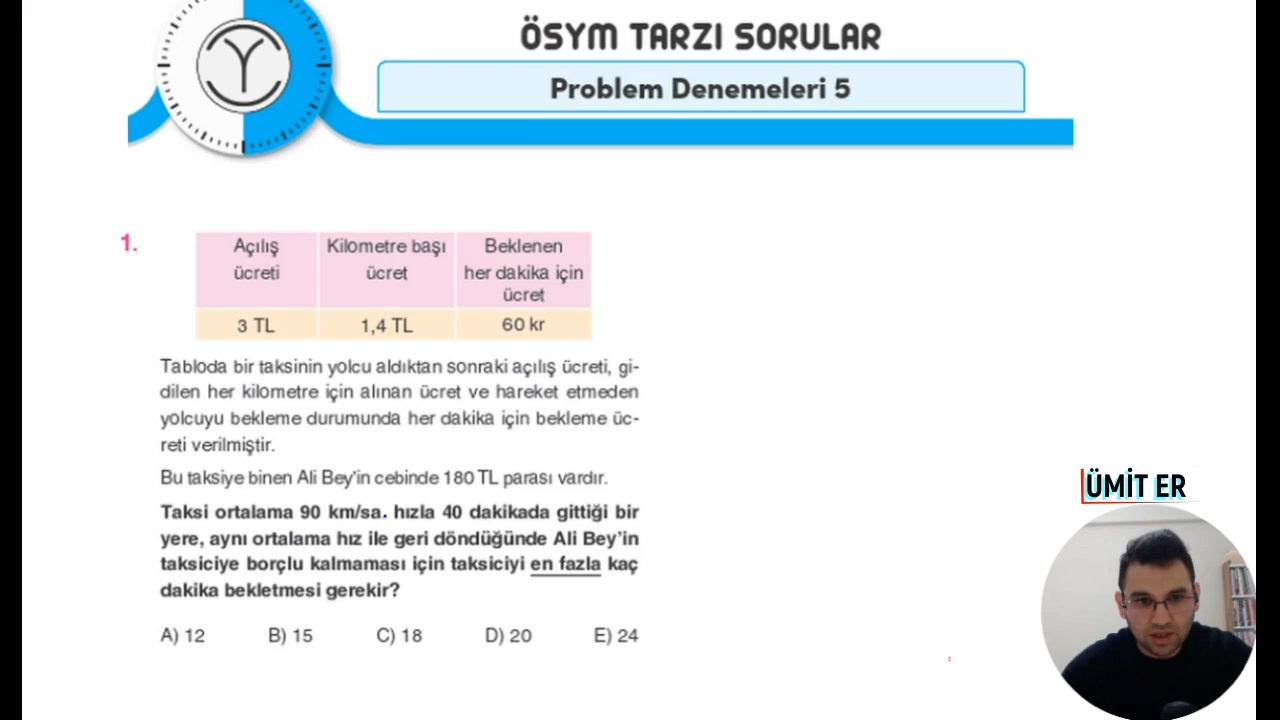 ÖSYM TARZI SORULAR
Problem Denemeleri 5
1.
Açılış ücreti
Kilometre başı ücret
Beklenen her dakika için ücret
3 TL
1,4 TL
60 kr
Tabloda bir taksinin yolcu aldıktan sonraki açılış ücreti, gi-
dilen her kilometre için alınan ücret ve hareket etmeden
yolcuyu bekleme durumunda her dakika için bekleme üc-
reti verilmiştir.
Bu taksiye binen Ali Bey'in cebinde 180 TL parası vardır.
Taksi ortalama 90 km/sa. hızla 40 dakikada gittiği bir
yere, aynı ortalama hız ile geri döndüğünde Ali Bey'in
taksiciye borçlu kalmaması için taksiciyi en fazla kaç
dakika bekletmesi gerekir?
A) 12 B) 15 C) 18 D) 20 E) 24
ÜMİT ER